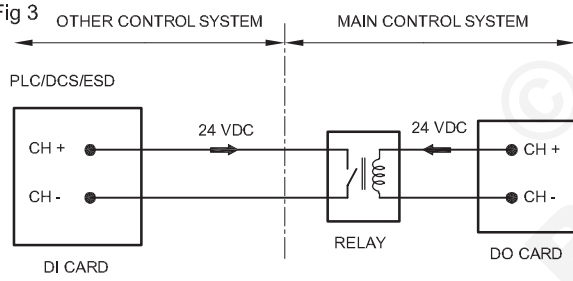 Fig 3
OTHER CONTROL SYSTEM
MAIN CONTROL SYSTEM
PLC/DCS/ESD
24 VDC
24 VDC
CH +
CH +
CH -
CH -
RELAY
DI CARD
DO CARD